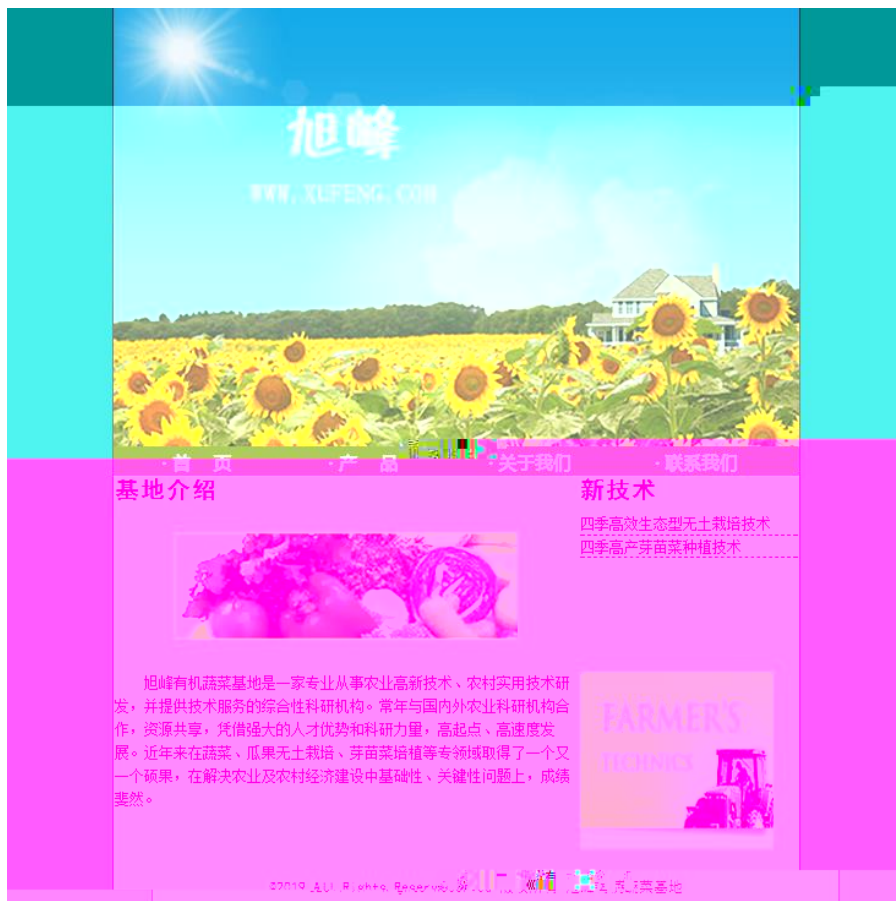 旭峰
WWW.XUFENG.COM
·首 页
·产 品
·关于我们
·联系我们
基地介绍
新技术
四季高效生态型无土栽培技术
四季高产芽苗菜种植技术
旭峰有机蔬菜基地是一家专业从事农业高新技术、农村实用技术研
发，并提供技术服务的综合性科研机构。常年与国内外农业科研机构合
作，资源共享，凭借强大的人才优势和科研力量，高起点、高速度发
展。近年来在蔬菜、瓜果无土栽培、芽苗菜培植等专领域取得了一个又
一个硕果，在解决农业及农村经济建设中基础性、关键性问题上，成绩
斐然。
FARMER'S
TECHNICS
©2019 All Rights Reserved. 菜基地